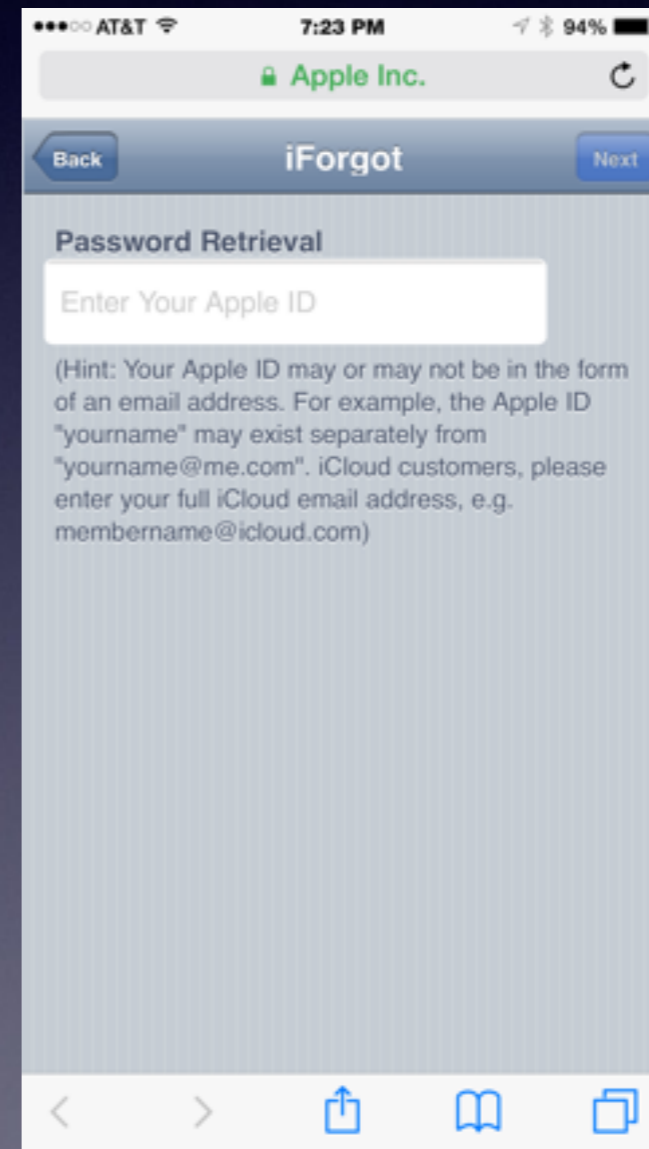 AT&T 7:23 PM 94%
Apple Inc.
Back iForgot Next
Password Retrieval
Enter Your Apple ID
(Hint: Your Apple ID may or may not be in the form
of an email address. For example, the Apple ID
"yourname" may exist separately from
"yourname@me.com". iCloud customers, please
enter your full iCloud email address, e.g.
membername@icloud.com)